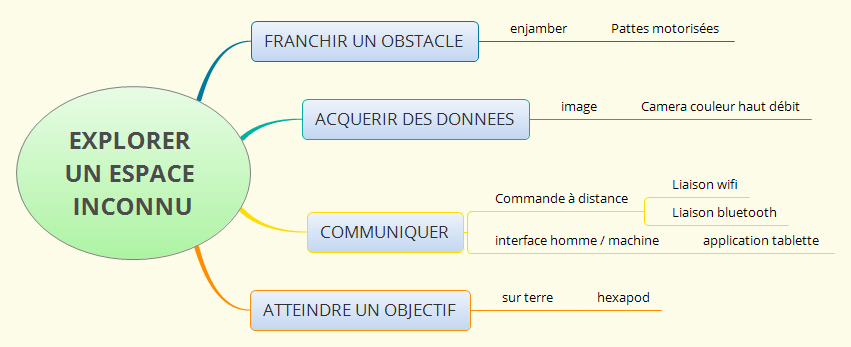 EXPLORER
UN ESPACE
INCONNU
FRANCHIR UN OBSTACLE
enjamber
Pattes motorisées
ACQUERIR DES DONNEES
image
Camera couleur haut débit
COMMUNIQUER
Commande à distance
Liaison wifi
Liaison bluetooth
interface homme / machine
application tablette
ATTEINDRE UN OBJECTIF
sur terre
hexapod